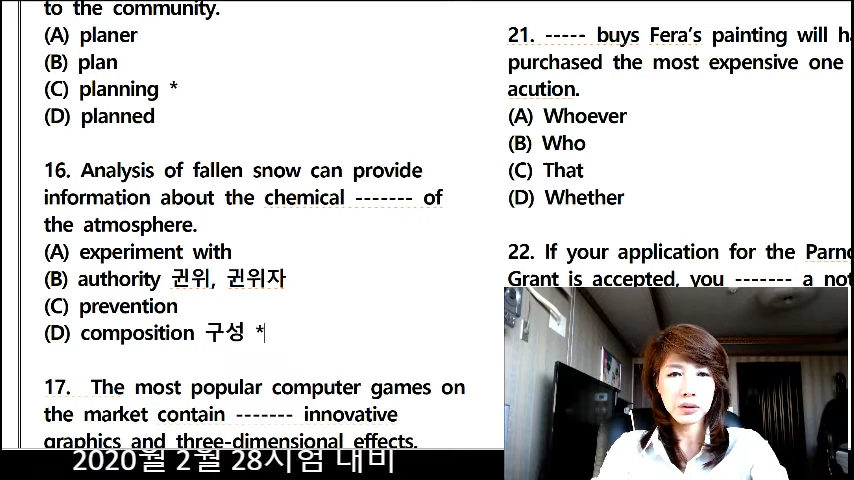 to the community.
(A) planer
(B) plan
(C) planning *
(D) planned
16. Analysis of fallen snow can provide
information about the chemical ------- of
the atmosphere.
(A) experiment with
(B) authority 권위, 권위자
(C) prevention
(D) composition 구성 *
17. The most popular computer games on
the market contain ------- innovative
graphics and three-dimensional effects.
21. ----- buys Fera's painting will
purchased the most expensive one
acution.
(A) Whoever
(B) Who
(C) That
(D) Whether
22. If your application for the
Grant is accepted, you ------- a
2020월 2월 28시험 대비